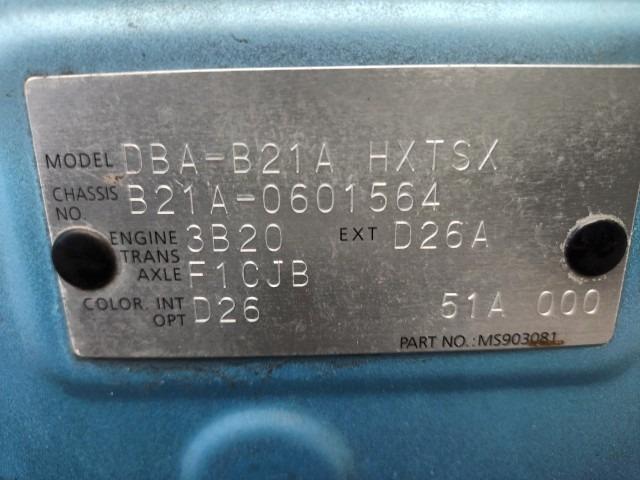 MODEL DBA-B21A HXTSX
CHASSIS NO. B21A-0601564
ENGINE 3B20 EXT D26A
TRANS AXLE F1CJB
COLOR. INT OPT D26 51A 000
PART NO.: MS903081